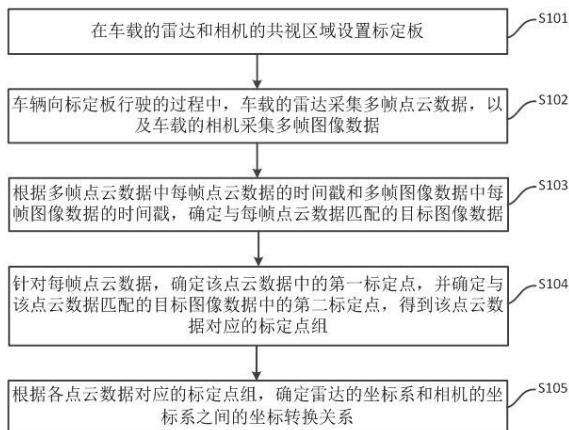 在车载的雷达和相机的共视区域设置标定板
S101
车辆向标定板行驶的过程中，车载的雷达采集多帧点云数据，以
及车载的相机采集多帧图像数据
S102
根据多帧点云数据中每帧点云数据的时间戳和多帧图像数据中每
帧图像数据的时间戳，确定与每帧点云数据匹配的目标图像数据
S103
针对每帧点云数据，确定该点云数据中的第一标定点，并确定与
该点云数据匹配的目标图像数据中的第二标定点，得到该点云数
据对应的标定点组
S104
根据各点云数据对应的标定点组，确定雷达的坐标系和相机的坐
标系之间的坐标转换关系
S105